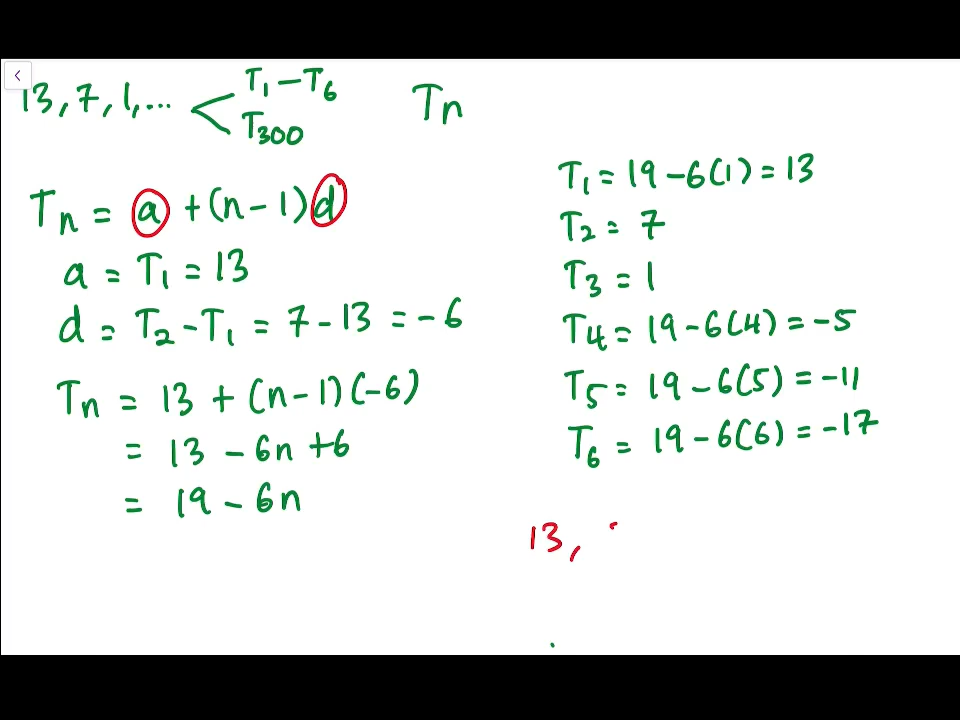 13, 7, 1, ... < T₁ - T₆
T₃₀₀
Tn
Tn = a + (n - 1)d
a = T₁ = 13
d = T₂ - T₁ = 7 - 13 = -6
Tn = 13 + (n - 1)(-6)
= 13 - 6n + 6
= 19 - 6n
T₁ = 19 - 6(1) = 13
T₂ = 7
T₃ = 1
T₄ = 19 - 6(4) = -5
T₅ = 19 - 6(5) = -11
T₆ = 19 - 6(6) = -17
13,